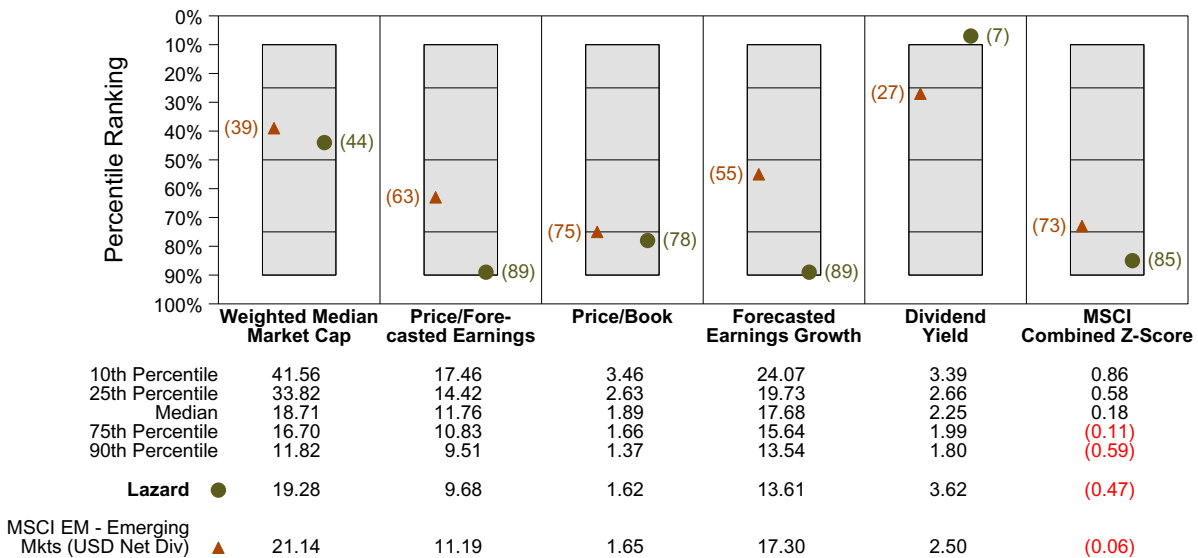 Percentile Ranking
0%
10%
20%
30%
40%
50%
60%
70%
80%
90%
100%
(39)
(44)
(63)
(89)
(75)
(78)
(55)
(89)
(27)
(7)
(73)
(85)
Weighted Median
Market Cap
Price/Fore-
casted Earnings
Price/Book
Forecasted
Earnings Growth
Dividend
Yield
MSCI
Combined Z-Score
10th Percentile 41.56 17.46 3.46 24.07 3.39 0.86
25th Percentile 33.82 14.42 2.63 19.73 2.66 0.58
Median 18.71 11.76 1.89 17.68 2.25 0.18
75th Percentile 16.70 10.83 1.66 15.64 1.99 (0.11)
90th Percentile 11.82 9.51 1.37 13.54 1.80 (0.59)
Lazard 19.28 9.68 1.62 13.61 3.62 (0.47)
MSCI EM - Emerging
Mkts (USD Net Div) 21.14 11.19 1.65 17.30 2.50 (0.06)